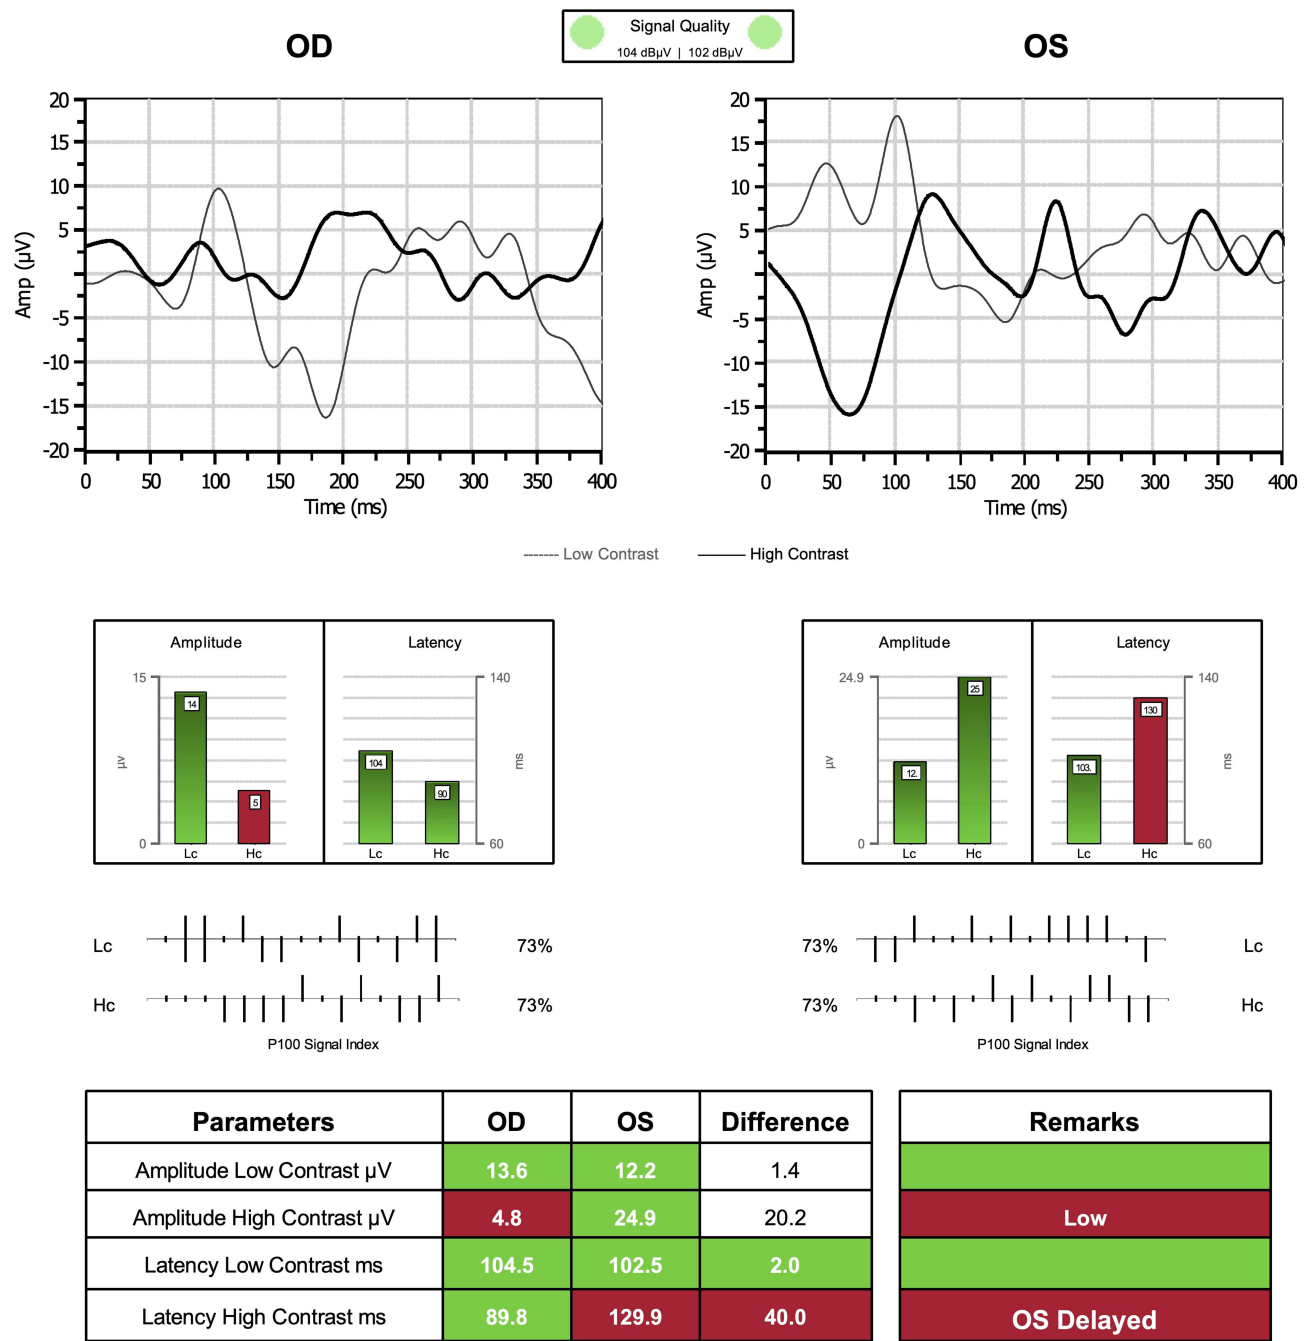 OD
Signal Quality
104 dBµV | 102 dBµV
OS
20
15
10
5
0
-5
-10
-15
-20
Amp (µV)
0 50 100 150 200 250 300 350 400
Time (ms)
20
15
10
5
0
-5
-10
-15
-20
Amp (µV)
0 50 100 150 200 250 300 350 400
Time (ms)
Low Contrast High Contrast
Amplitude Latency
15
0
µv
14
5
Lc Hc
104
90
Lc Hc
140
60
ms
Amplitude Latency
24.9
0
µv
12.
25
Lc Hc
103.
130
Lc Hc
140
60
ms
Lc 73%
Hc 73%
P100 Signal Index
73% Lc
73% Hc
P100 Signal Index
Parameters OD OS Difference Remarks
Amplitude Low Contrast µV 13.6 12.2 1.4
Amplitude High Contrast µV 4.8 24.9 20.2 Low
Latency Low Contrast ms 104.5 102.5 2.0
Latency High Contrast ms 89.8 129.9 40.0 OS Delayed